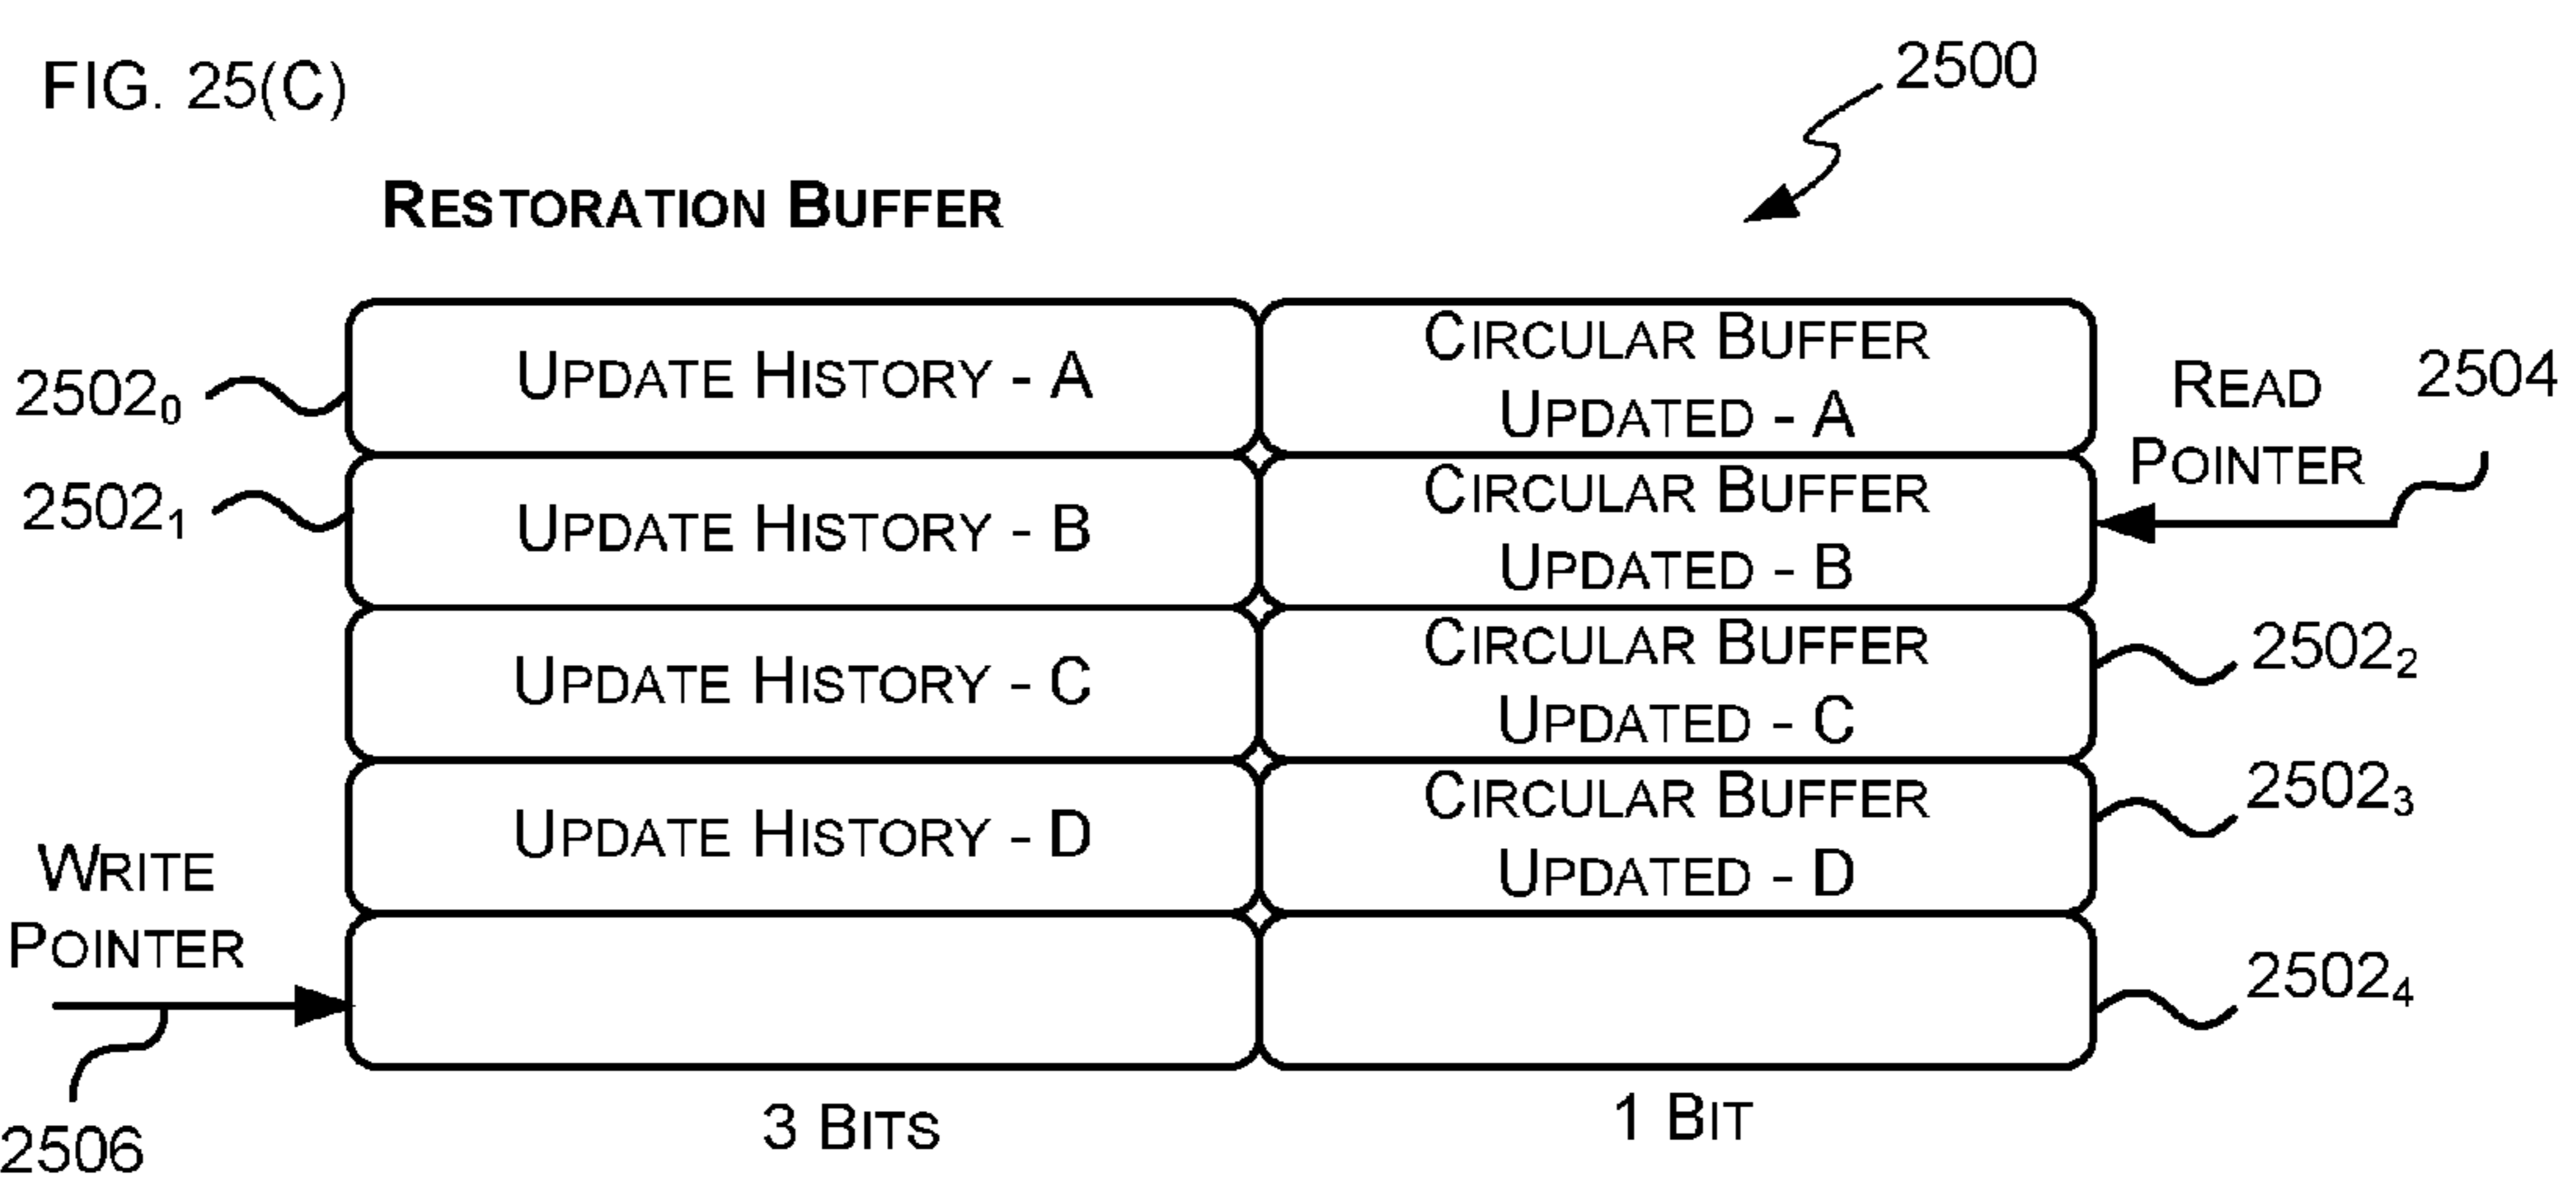 FIG. 25(C)
2500
RESTORATION BUFFER
2502₀
UPDATE HISTORY - A
CIRCULAR BUFFER
UPDATED - A
READ
POINTER
2504
2502₁
UPDATE HISTORY - B
CIRCULAR BUFFER
UPDATED - B
UPDATE HISTORY - C
CIRCULAR BUFFER
UPDATED - C
2502₂
UPDATE HISTORY - D
CIRCULAR BUFFER
UPDATED - D
2502₃
WRITE
POINTER
2502₄
2506
3 BITS
1 BIT